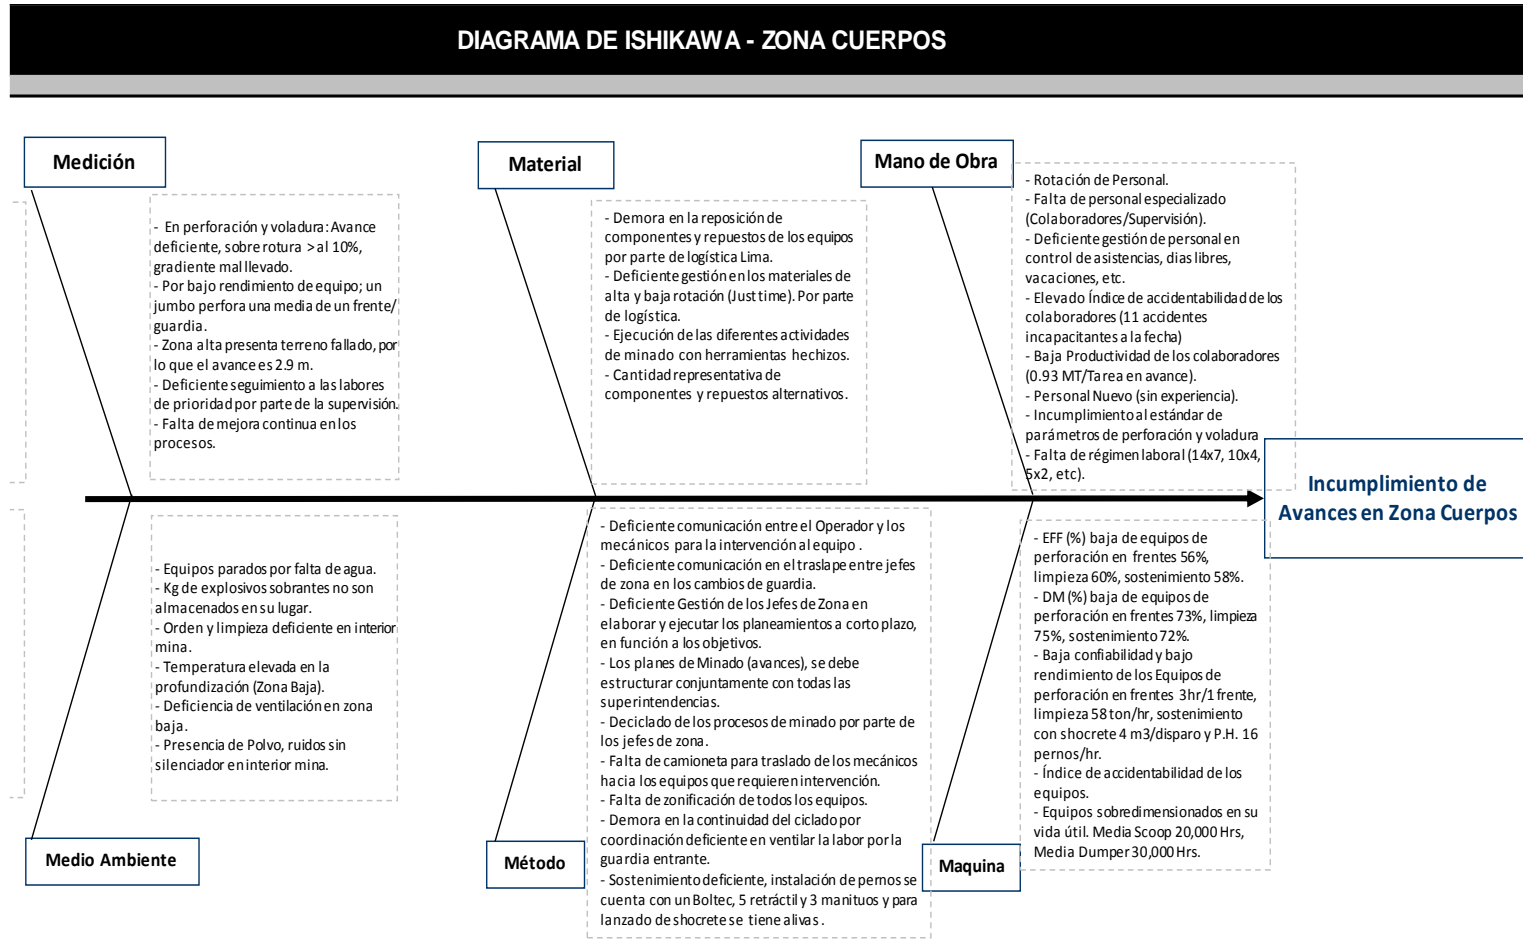 DIAGRAMA DE ISHIKAWA - ZONA CUERPOS
Medición
- En perforación y voladura: Avance
deficiente, sobre rotura > al 10%,
gradiente mal llevado.
- Por bajo rendimiento de equipo; un
jumbo perfora una media de un frente/
guardia.
- Zona alta presenta terreno fallado, por
lo que el avance es 2.9 m.
- Deficiente seguimiento a las labores
de prioridad por parte de la supervisión.
- Falta de mejora continua en los
procesos.
Material
- Demora en la reposición de
componentes y repuestos de los equipos
por parte de logística Lima.
- Deficiente gestión en los materiales de
alta y baja rotación (Just time). Por parte
de logística.
- Ejecución de las diferentes actividades
de minado con herramientas hechizos.
- Cantidad representativa de
componentes y repuestos alternativos.
Mano de Obra
- Rotación de Personal.
- Falta de personal especializado
(Colaboradores/Supervisión).
- Deficiente gestión de personal en
control de asistencias, dias libres,
vacaciones, etc.
- Elevado Índice de accidentabilidad de los
colaboradores (11 accidentes
incapacitantes a la fecha)
- Baja Productividad de los colaboradores
(0.93 MT/Tarea en avance).
- Personal Nuevo (sin experiencia).
- Incumplimiento al estándar de
parámetros de perforación y voladura
- Falta de régimen laboral (14x7, 10x4,
5x2, etc).
Incumplimiento de
Avances en Zona Cuerpos
- Equipos parados por falta de agua.
- Kg de explosivos sobrantes no son
almacenados en su lugar.
- Orden y limpieza deficiente en interior
mina.
- Temperatura elevada en la
profundización (Zona Baja).
- Deficiencia de ventilación en zona
baja.
- Presencia de Polvo, ruidos sin
silenciador en interior mina.
Medio Ambiente
- Deficiente comunicación entre el Operador y los
mecánicos para la intervención al equipo .
- Deficiente comunicación en el traslape entre jefes
de zona en los cambios de guardia.
- Deficiente Gestión de los Jefes de Zona en
elaborar y ejecutar los planeamientos a corto plazo,
en función a los objetivos.
- Los planes de Minado (avances), se debe
estructurar conjuntamente con todas las
superintendencias.
- Deciclado de los procesos de minado por parte de
los jefes de zona.
- Falta de camioneta para traslado de los mecánicos
hacia los equipos que requieren intervención.
- Falta de zonificación de todos los equipos.
- Demora en la continuidad del ciclado por
coordinación deficiente en ventilar la labor por la
guardia entrante.
- Sostenimiento deficiente, instalación de pernos se
cuenta con un Boltec, 5 retráctil y 3 manituos y para
lanzado de shocrete se tiene alivas .
Método
- EFF (%) baja de equipos de
perforación en frentes 56%,
limpieza 60%, sostenimiento 58%.
- DM (%) baja de equipos de
perforación en frentes 73%, limpieza
75%, sostenimiento 72%.
- Baja confiabilidad y bajo
rendimiento de los Equipos de
perforación en frentes 3hr/1 frente,
limpieza 58 ton/hr, sostenimiento
con shocrete 4 m3/disparo y P.H. 16
pernos/hr.
- Índice de accidentabilidad de los
equipos.
- Equipos sobredimensionados en su
vida útil. Media Scoop 20,000 Hrs,
Media Dumper 30,000 Hrs.
Maquina